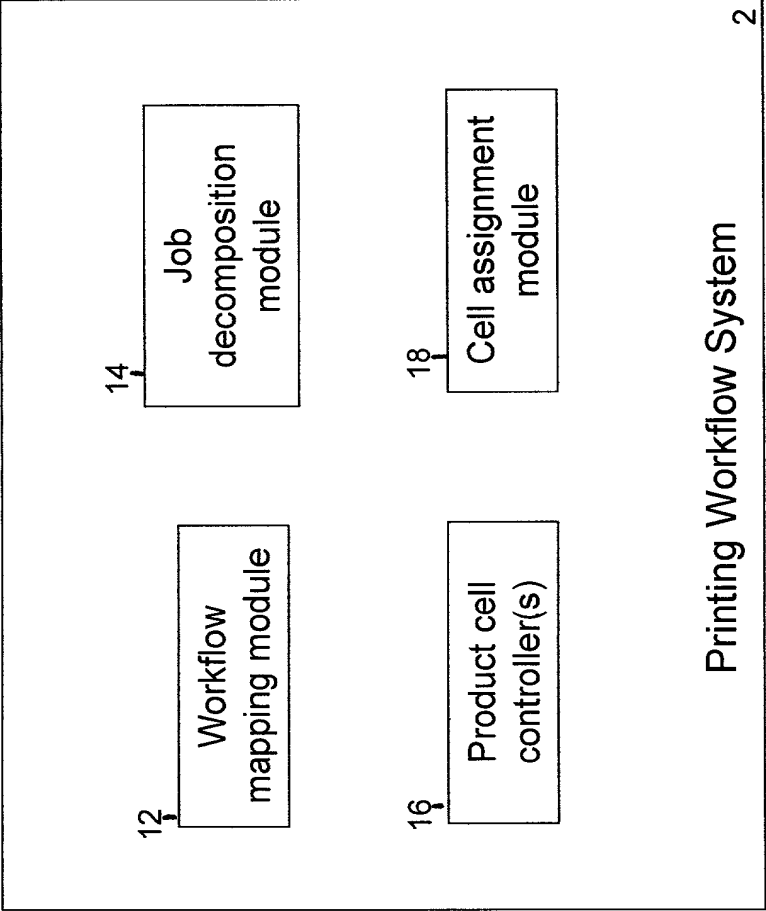 12
Workflow
mapping module
14
Job
decomposition
module
16
Product cell
controller(s)
18
Cell assignment
module
Printing Workflow System
2